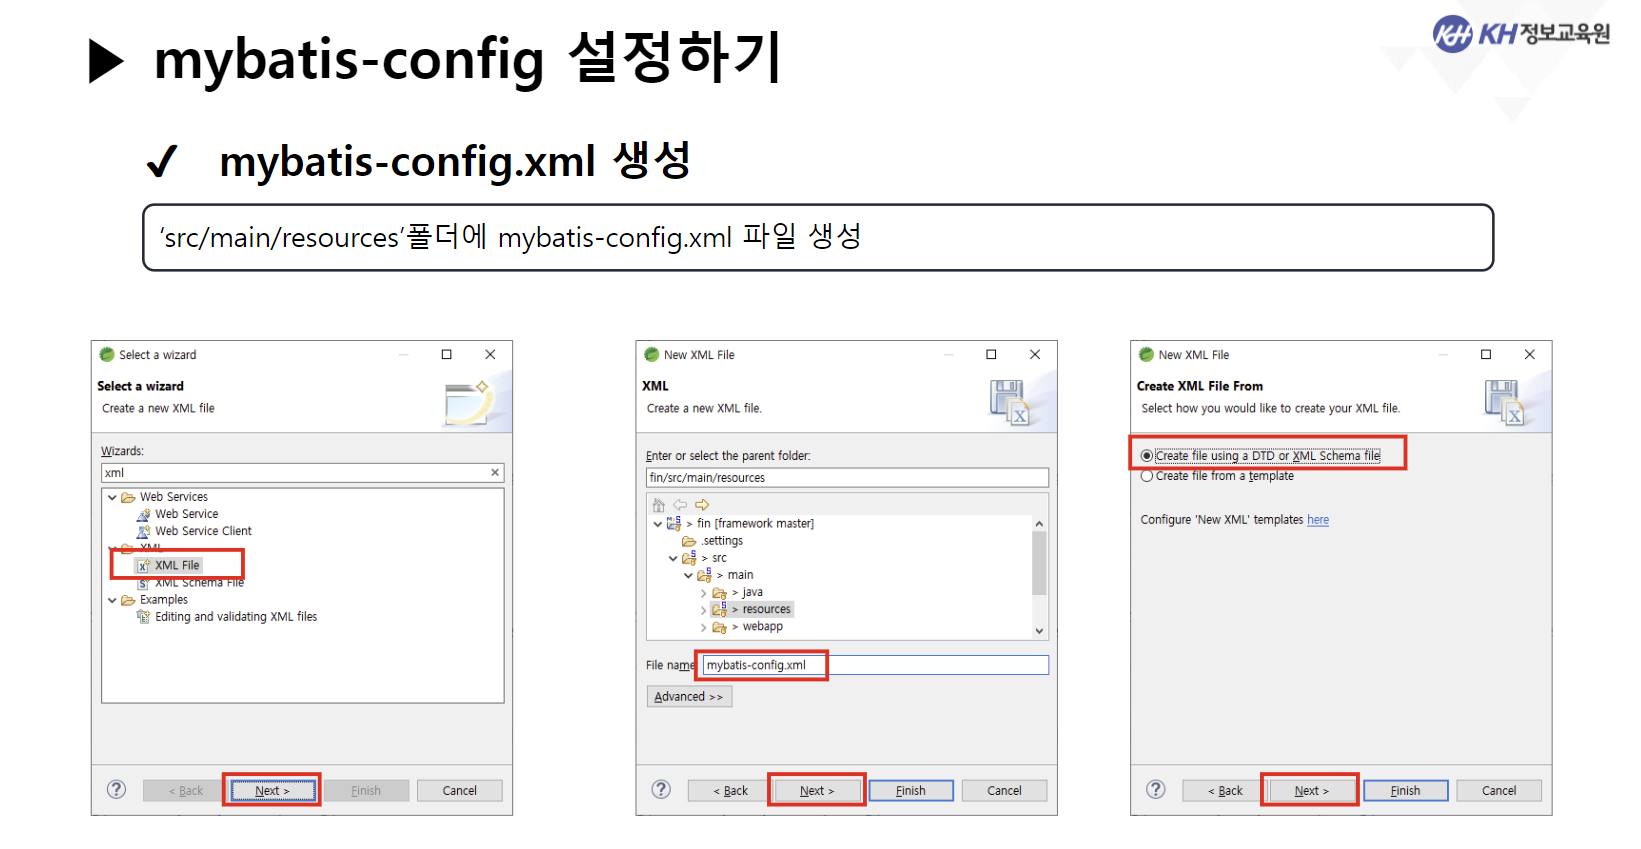 KH KH정보교육원
▶ mybatis-config 설정하기
✔ mybatis-config.xml 생성
‘src/main/resources’폴더에 mybatis-config.xml 파일 생성
Select a wizard
Select a wizard
Create a new XML file
Wizards:
xml
Web Services
Web Service
Web Service Client
XML
XML File
XML Schema File
Examples
Editing and validating XML files
< Back
Next >
Finish
Cancel
New XML File
XML
Create a new XML file.
Enter or select the parent folder:
fin/src/main/resources
> fin [framework master]
.settings
> src
> main
> java
> resources
> webapp
File name
mybatis-config.xml
Advanced >>
< Back
Next >
Finish
Cancel
New XML File
Create XML File From
Select how you would like to create your XML file.
Create file using a DTD or XML Schema file
Create file from a template
Configure 'New XML' templates here
< Back
Next >
Finish
Cancel